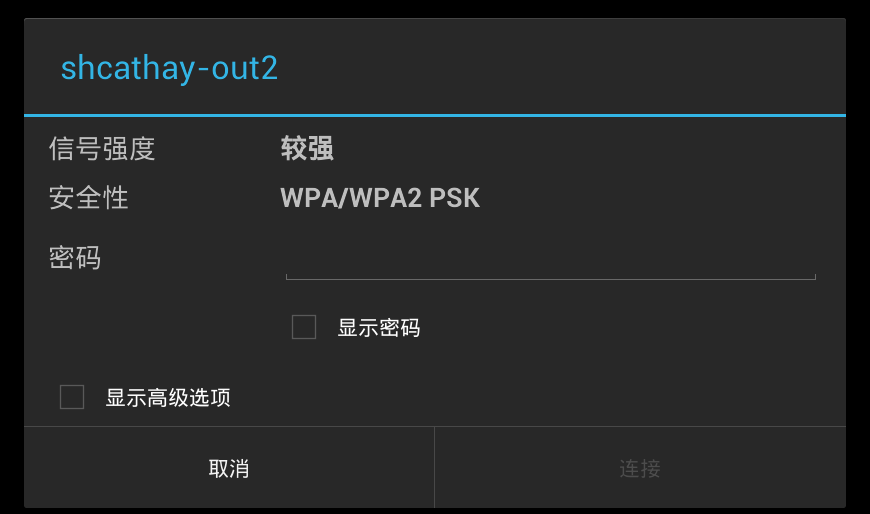 shcathay-out2
信号强度 较强
安全性 WPA/WPA2 PSK
密码
显示密码
显示高级选项
取消 连接